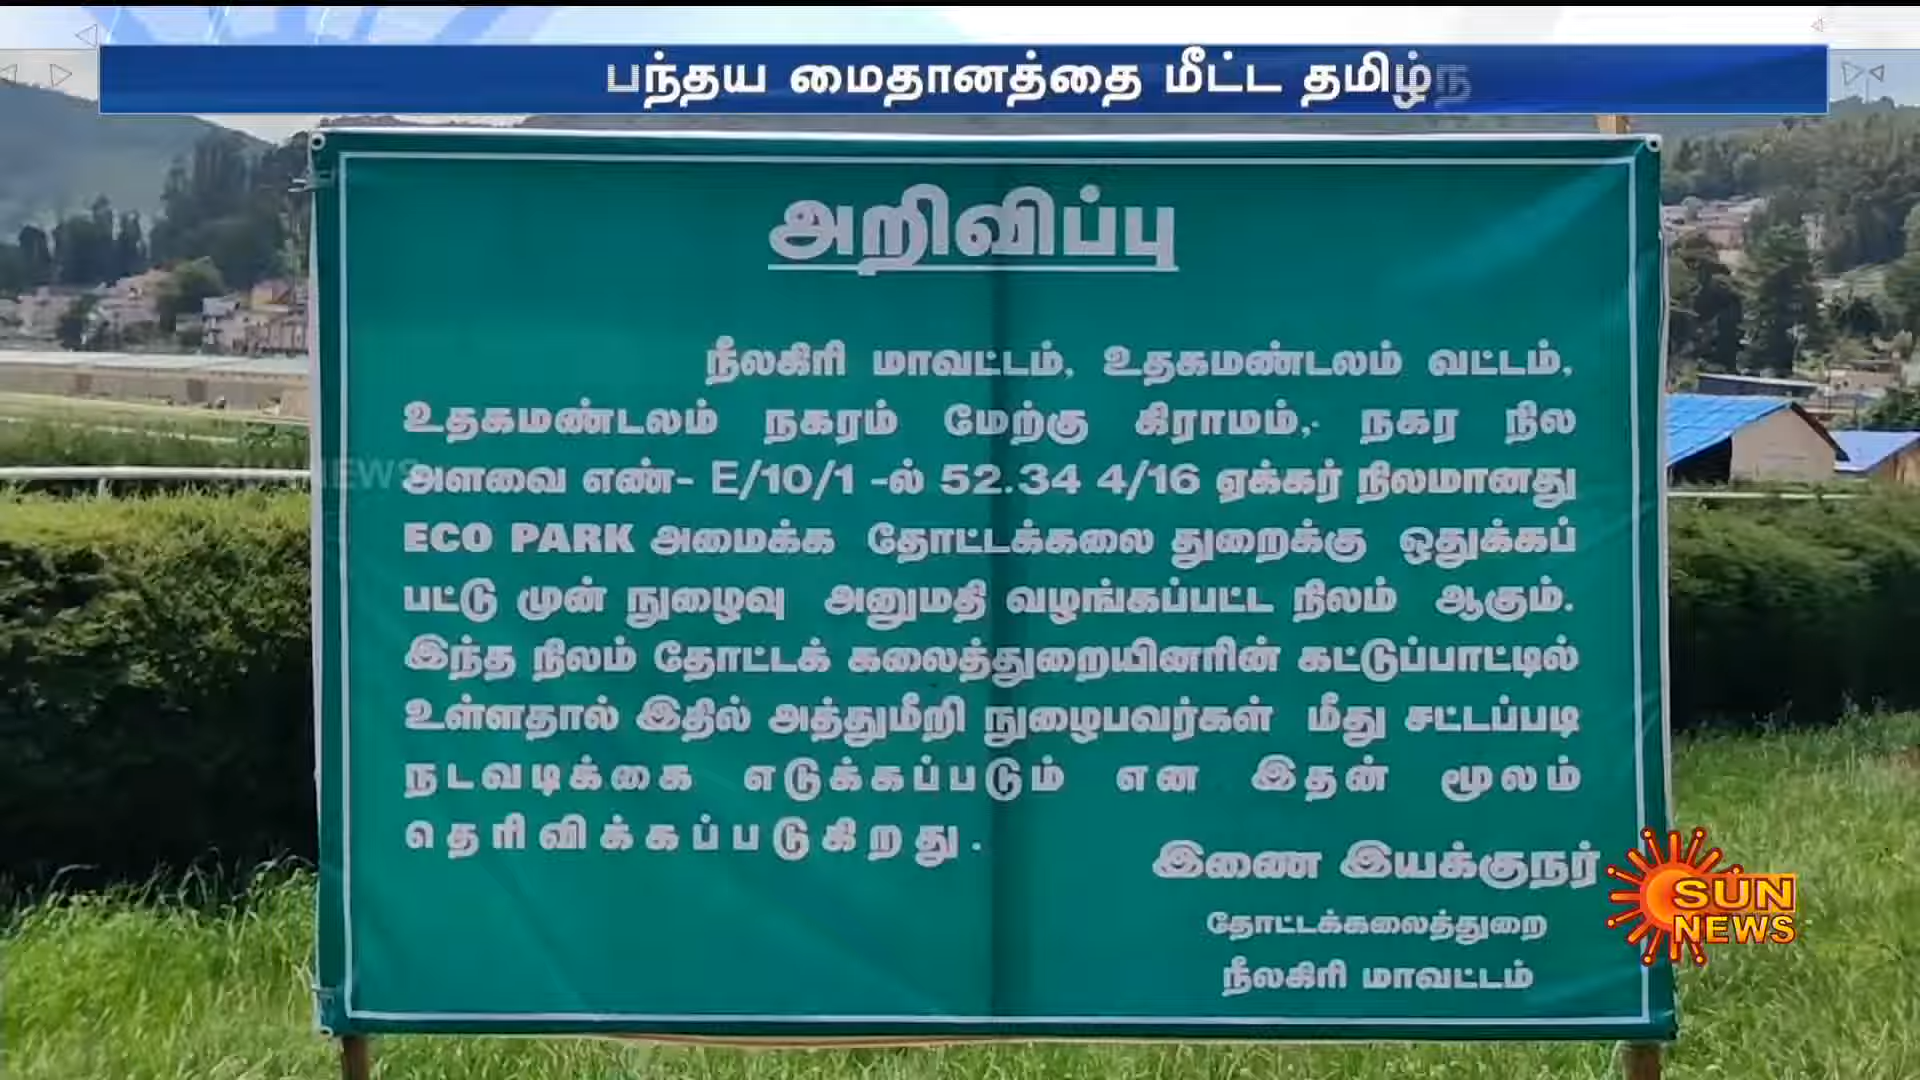 பந்தய மைதானத்தை மீட்ட தமிழ்ந
அறிவிப்பு
நீலகிரி மாவட்டம், உதகமண்டலம் வட்டம்,
உதகமண்டலம் நகரம் மேற்கு கிராமம், நகர நில
அளவை எண்- E/10/1 -ல் 52.34 4/16 ஏக்கர் நிலமானது
ECO PARK அமைக்க தோட்டக்கலை துறைக்கு ஒதுக்கப்
பட்டு முன் நுழைவு அனுமதி வழங்கப்பட்ட நிலம் ஆகும்.
இந்த நிலம் தோட்டக் கலைத்துறையினரின் கட்டுப்பாட்டில்
உள்ளதால் இதில் அத்துமீறி நுழைபவர்கள் மீது சட்டப்படி
நடவடிக்கை எடுக்கப்படும் என இதன் மூலம்
தெரிவிக்கப்படுகிறது.
இணை இயக்குநர்
தோட்டக்கலைத்துறை
நீலகிரி மாவட்டம்
SUN NEWS
SUN
NEWS